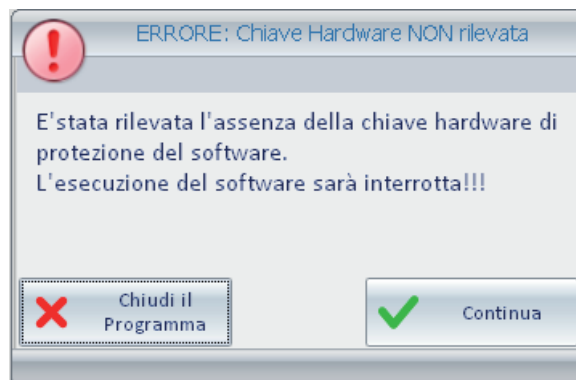 ERRORE: Chiave Hardware NON rilevata
E'stata rilevata l'assenza della chiave hardware di
protezione del software.
L'esecuzione del software sarà interrotta!!!
Chiudi il
Programma
Continua